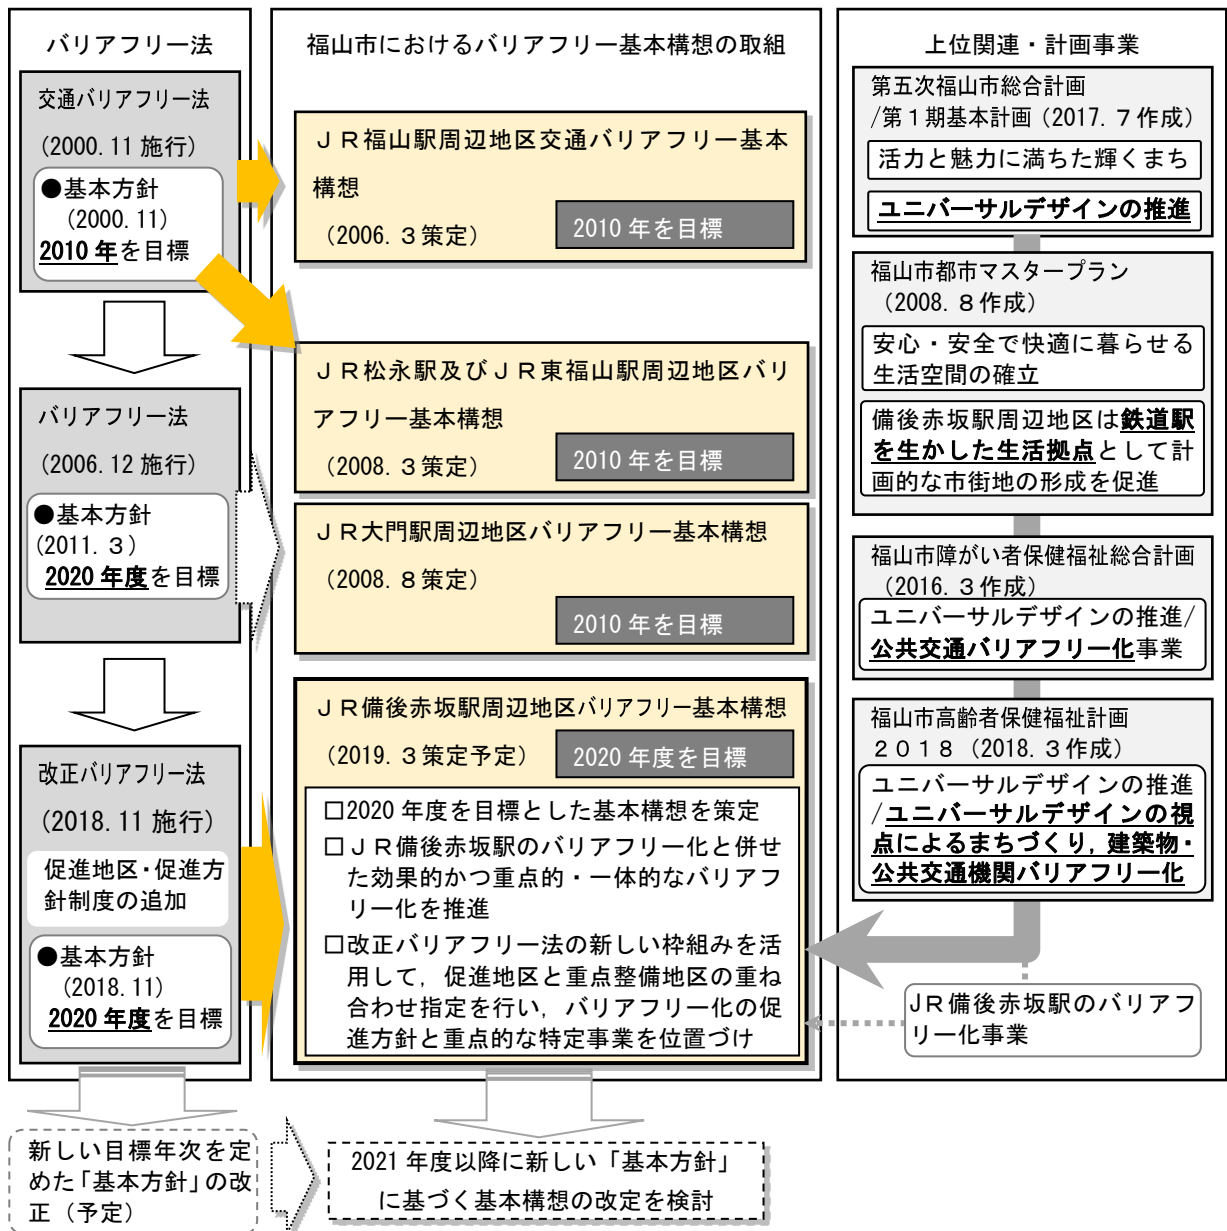 バリアフリー法
交通バリアフリー法
(2000.11 施行)
●基本方針
(2000.11)
2010 年を目標
バリアフリー法
(2006.12 施行)
●基本方針
(2011.３)
2020 年度を目標
改正バリアフリー法
(2018.11 施行)
促進地区・促進方
針制度の追加
●基本方針
(2018.11)
2020 年度を目標
新しい目標年次を定
めた「基本方針」の改
正（予定）
福山市におけるバリアフリー基本構想の取組
ＪＲ福山駅周辺地区交通バリアフリー基本
構想
(2006.３策定)
2010 年を目標
ＪＲ松永駅及びＪＲ東福山駅周辺地区バリ
アフリー基本構想
(2008.３策定)
2010 年を目標
ＪＲ大門駅周辺地区バリアフリー基本構想
(2008.８策定)
2010 年を目標
ＪＲ備後赤坂駅周辺地区バリアフリー基本構想
(2019.３策定予定)
2020 年度を目標
□2020 年度を目標とした基本構想を策定
□ＪＲ備後赤坂駅のバリアフリー化と併せ
た効果的かつ重点的・一体的なバリアフ
リー化を推進
□改正バリアフリー法の新しい枠組みを活
用して，促進地区と重点整備地区の重ね
合わせ指定を行い，バリアフリー化の促
進方針と重点的な特定事業を位置づけ
2021 年度以降に新しい「基本方針」
に基づく基本構想の改定を検討
上位関連・計画事業
第五次福山市総合計画
/第１期基本計画（2017.７作成）
活力と魅力に満ちた輝くまち
ユニバーサルデザインの推進
福山市都市マスタープラン
（2008.８作成）
安心・安全で快適に暮らせる
生活空間の確立
備後赤坂駅周辺地区は鉄道駅
を生かした生活拠点として計
画的な市街地の形成を促進
福山市障がい者保健福祉総合計画
（2016.３作成）
ユニバーサルデザインの推進/
公共交通バリアフリー化事業
福山市高齢者保健福祉計画
２０１８（2018.３作成）
ユニバーサルデザインの推進
/ユニバーサルデザインの視
点によるまちづくり，建築物・
公共交通機関バリアフリー化
JＲ備後赤坂駅のバリアフ
リー化事業